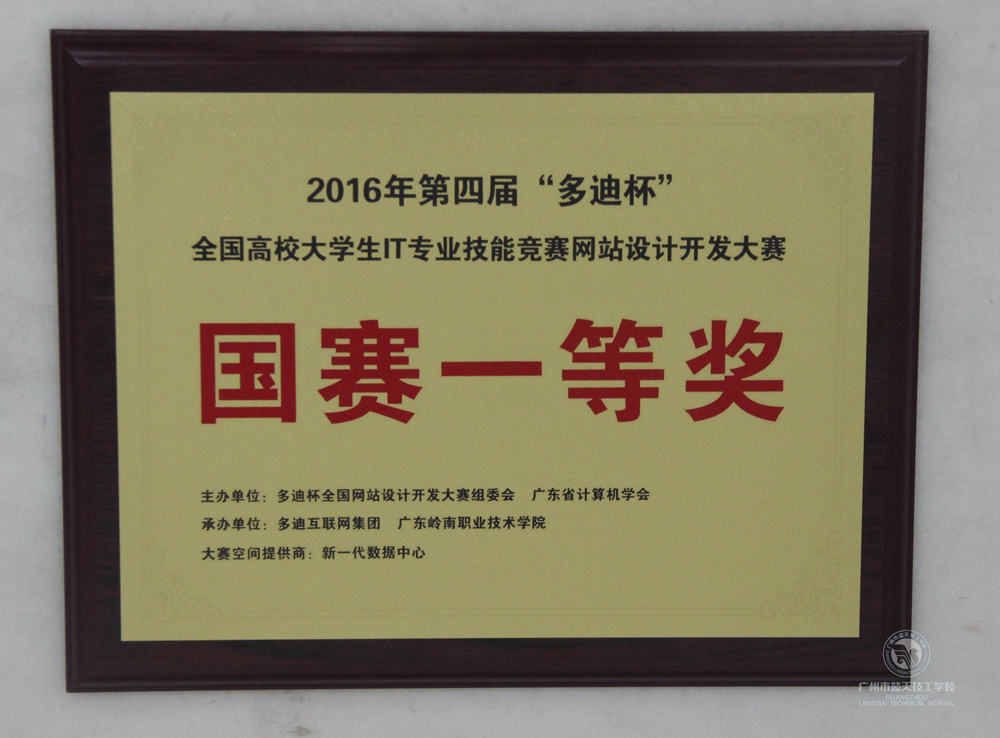 2016年第四届“多迪杯”
全国高校大学生IT专业技能竞赛网站设计开发大赛
国赛一等奖
主办单位：多迪杯全国网站设计开发大赛组委会 广东省计算机学会
承办单位：多迪互联网集团 广东岭南职业技术学院
大赛空间提供商：新一代数据中心
广州市蓝天技工学校
GUANGZHOU
LANTIAN TECHNICAL SCHOOL